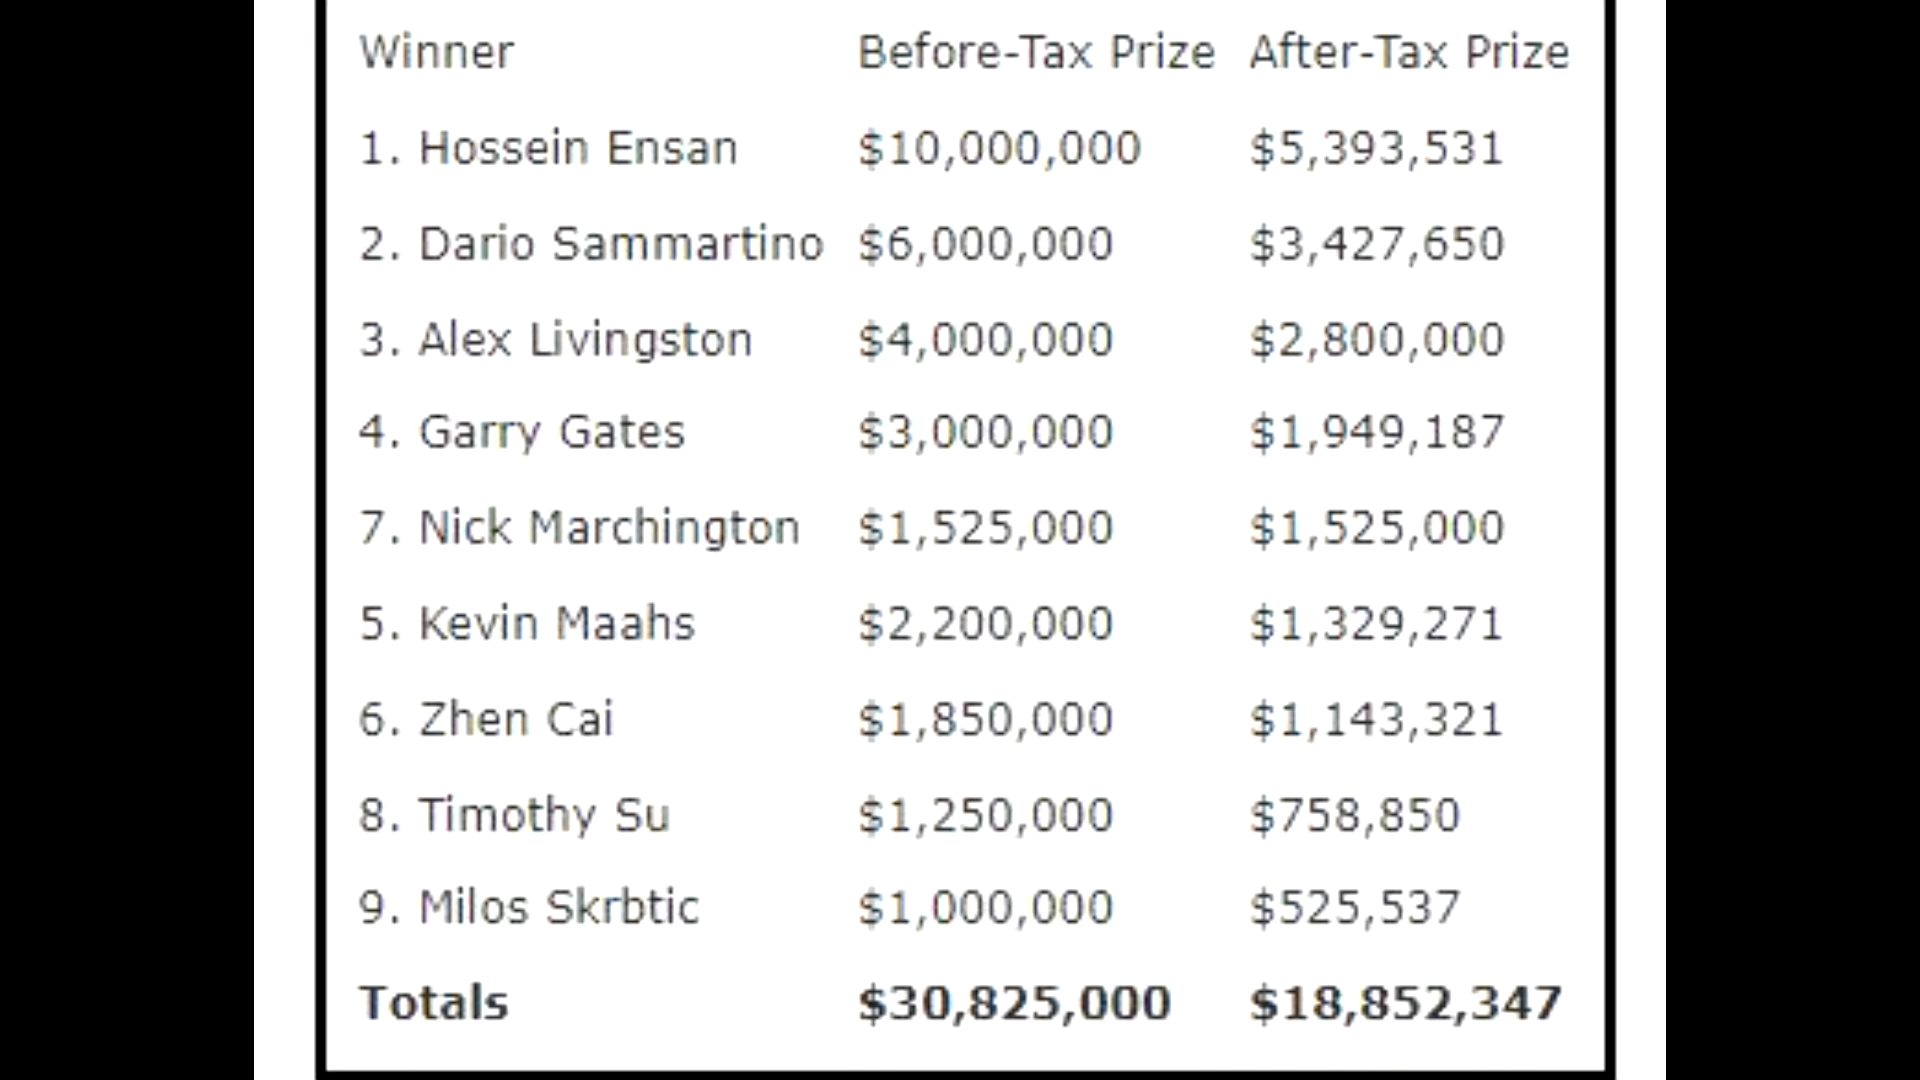 Winner Before-Tax Prize After-Tax Prize
1. Hossein Ensan $10,000,000 $5,393,531
2. Dario Sammartino $6,000,000 $3,427,650
3. Alex Livingston $4,000,000 $2,800,000
4. Garry Gates $3,000,000 $1,949,187
7. Nick Marchington $1,525,000 $1,525,000
5. Kevin Maahs $2,200,000 $1,329,271
6. Zhen Cai $1,850,000 $1,143,321
8. Timothy Su $1,250,000 $758,850
9. Milos Skrbtic $1,000,000 $525,537
Totals $30,825,000 $18,852,347